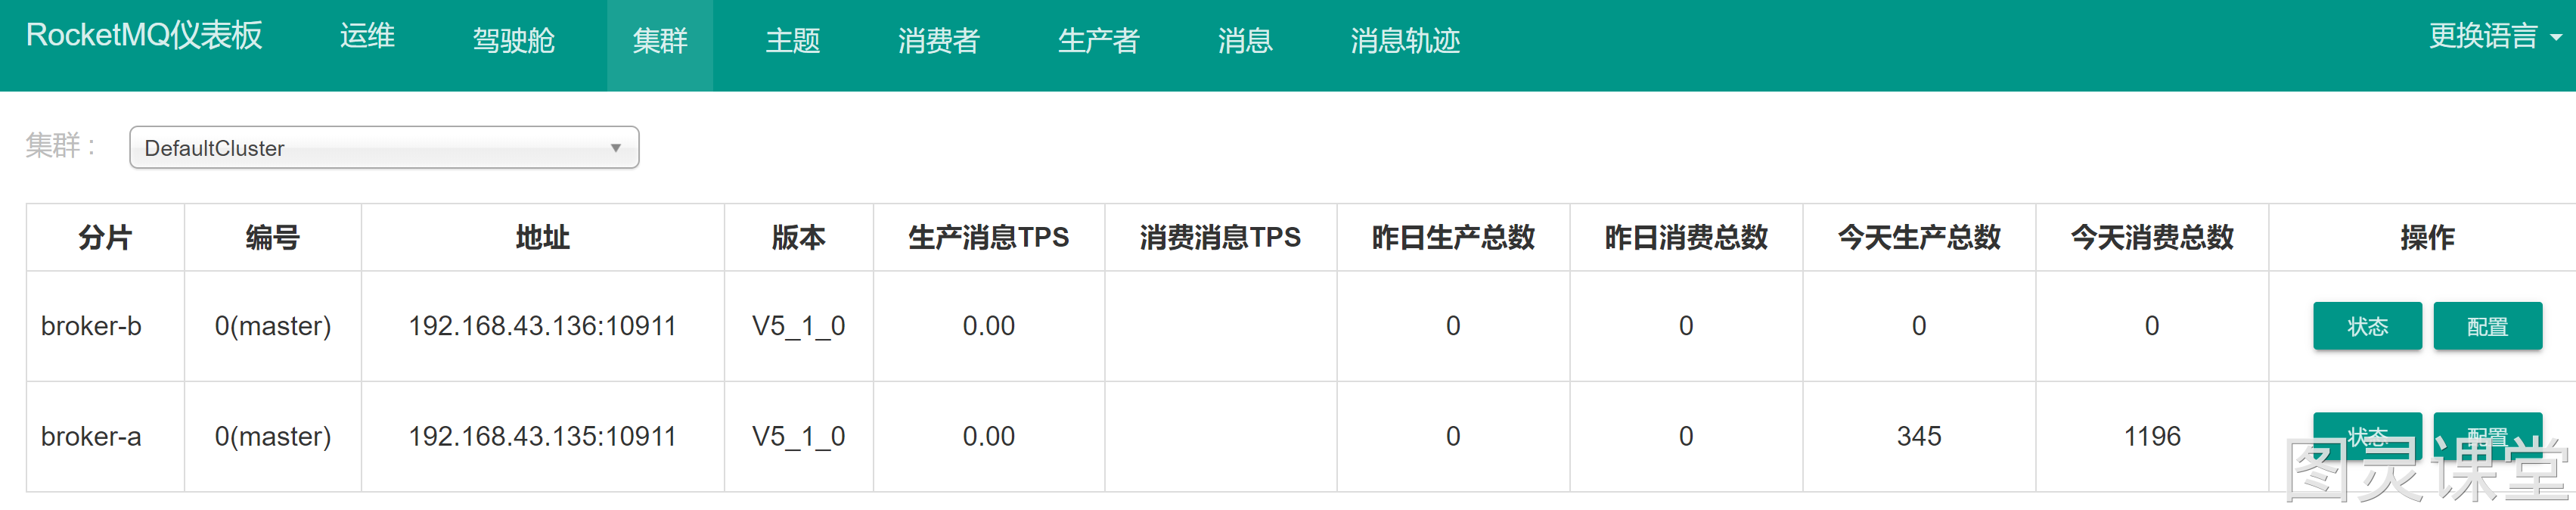 RocketMQ仪表板 运维 驾驶舱 集群 主题 消费者 生产者 消息 消息轨迹 更换语言
集群： DefaultCluster
分片 编号 地址 版本 生产消息TPS 消费消息TPS 昨日生产总数 昨日消费总数 今天生产总数 今天消费总数 操作
broker-b 0(master) 192.168.43.136:10911 V5_1_0 0.00 0 0 0 0 状态 配置
broker-a 0(master) 192.168.43.135:10911 V5_1_0 0.00 0 0 345 1196 状态 配置
图灵课堂